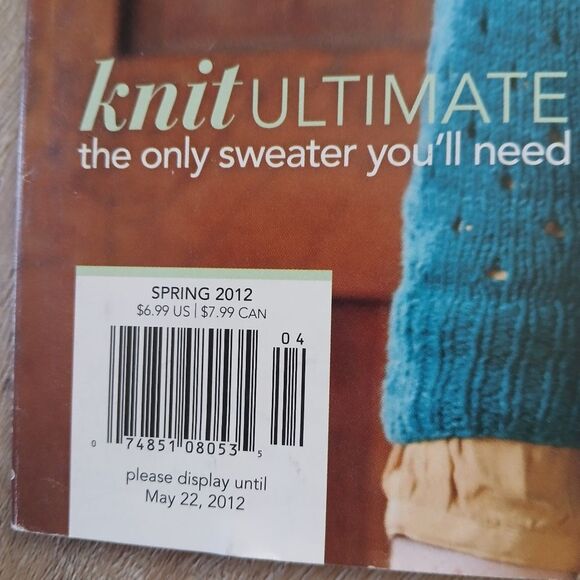 knit ULTIMATE
the only sweater you'll need
SPRING 2012
$6.99 US | $7.99 CAN
04
0 74851 08053 5
please display until
May 22, 2012